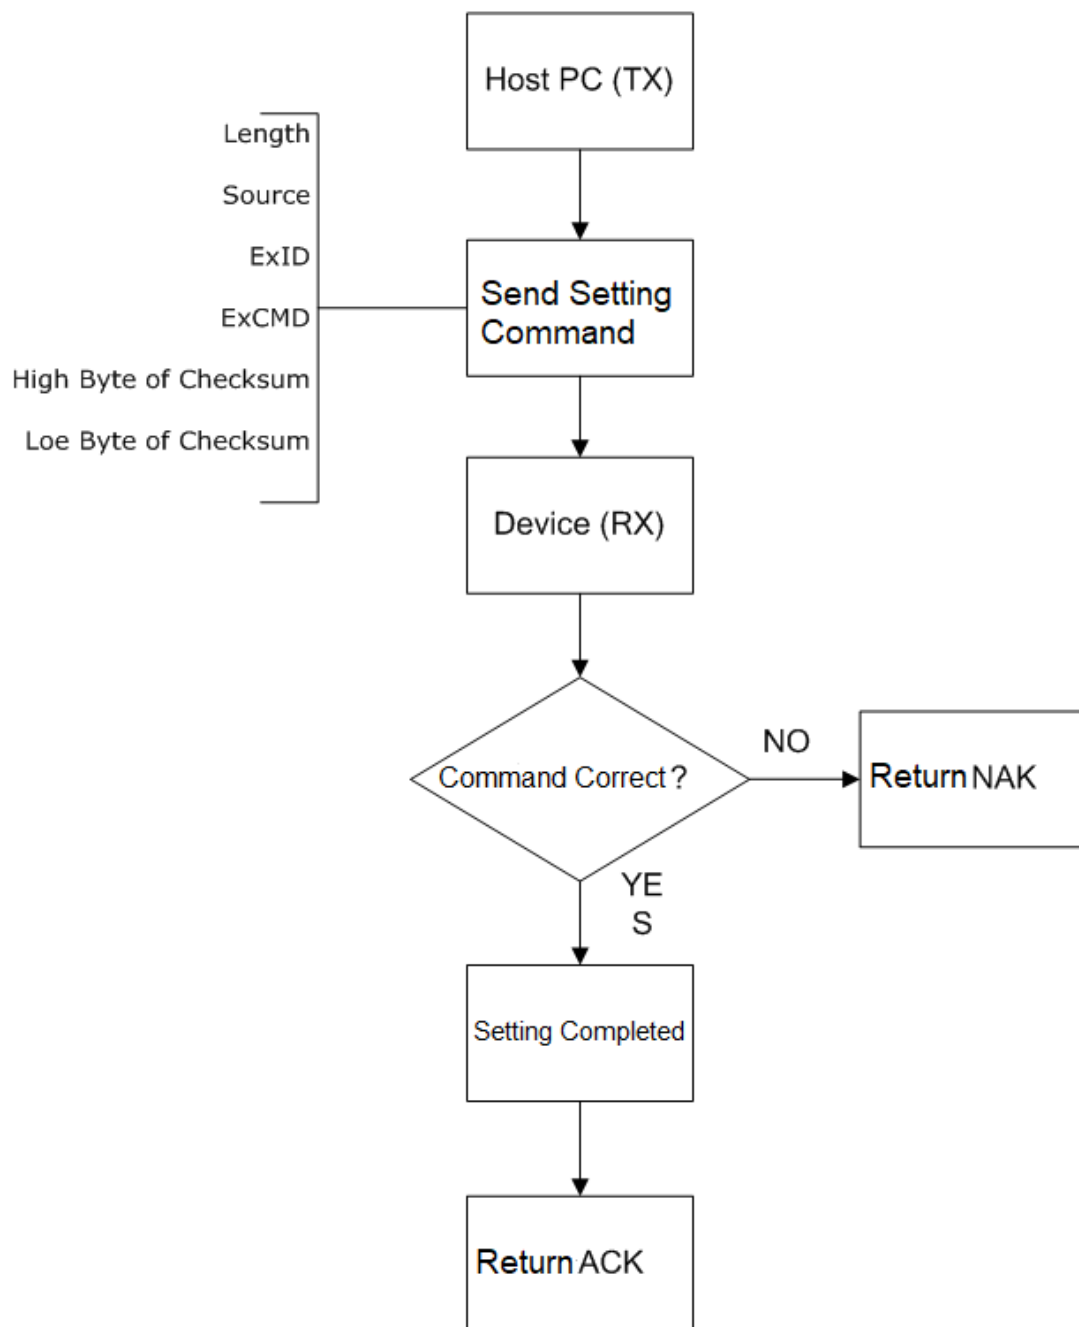 Host PC (TX)
Length
Source
ExID
ExCMD
High Byte of Checksum
Loe Byte of Checksum
Send Setting
Command
Device (RX)
Command Correct?
NO
Return NAK
YE
S
Setting Completed
Return ACK